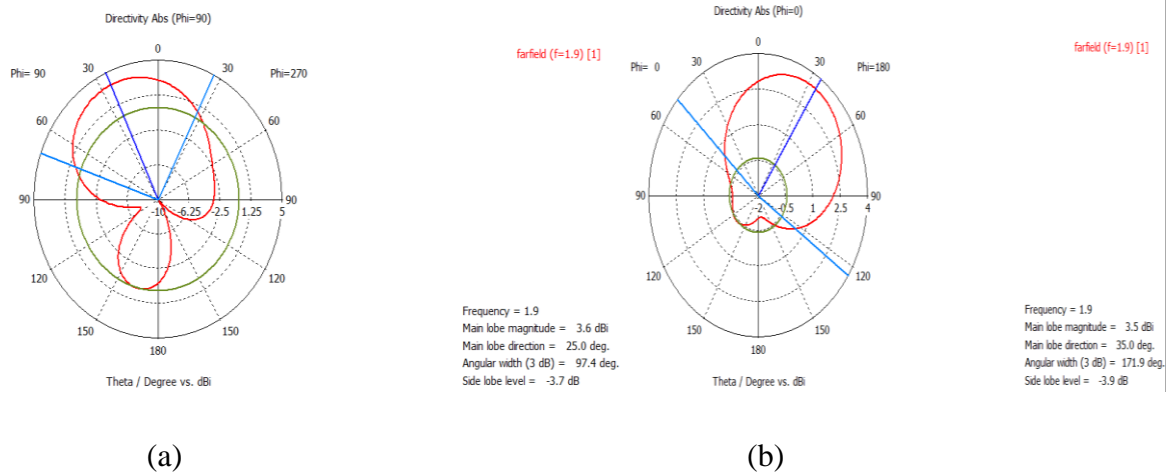 Directivity Abs (Phi=90)
farfield (f=1.9) [1]
Phi= 90
30
0
30
Phi=270
60
60
90
-10
-6.25
-2.5
1.25
5
90
120
120
150
150
180
Theta / Degree vs. dBi
Frequency = 1.9
Main lobe magnitude = 3.6 dBi
Main lobe direction = 25.0 deg.
Angular width (3 dB) = 97.4 deg.
Side lobe level = -3.7 dB
(a)
Directivity Abs (Phi=0)
farfield (f=1.9) [1]
Phi= 0
30
0
30
Phi=180
60
60
90
-2
-0.5
1
2.5
4
90
120
120
150
150
180
Theta / Degree vs. dBi
Frequency = 1.9
Main lobe magnitude = 3.5 dBi
Main lobe direction = 35.0 deg.
Angular width (3 dB) = 171.9 deg.
Side lobe level = -3.9 dB
(b)